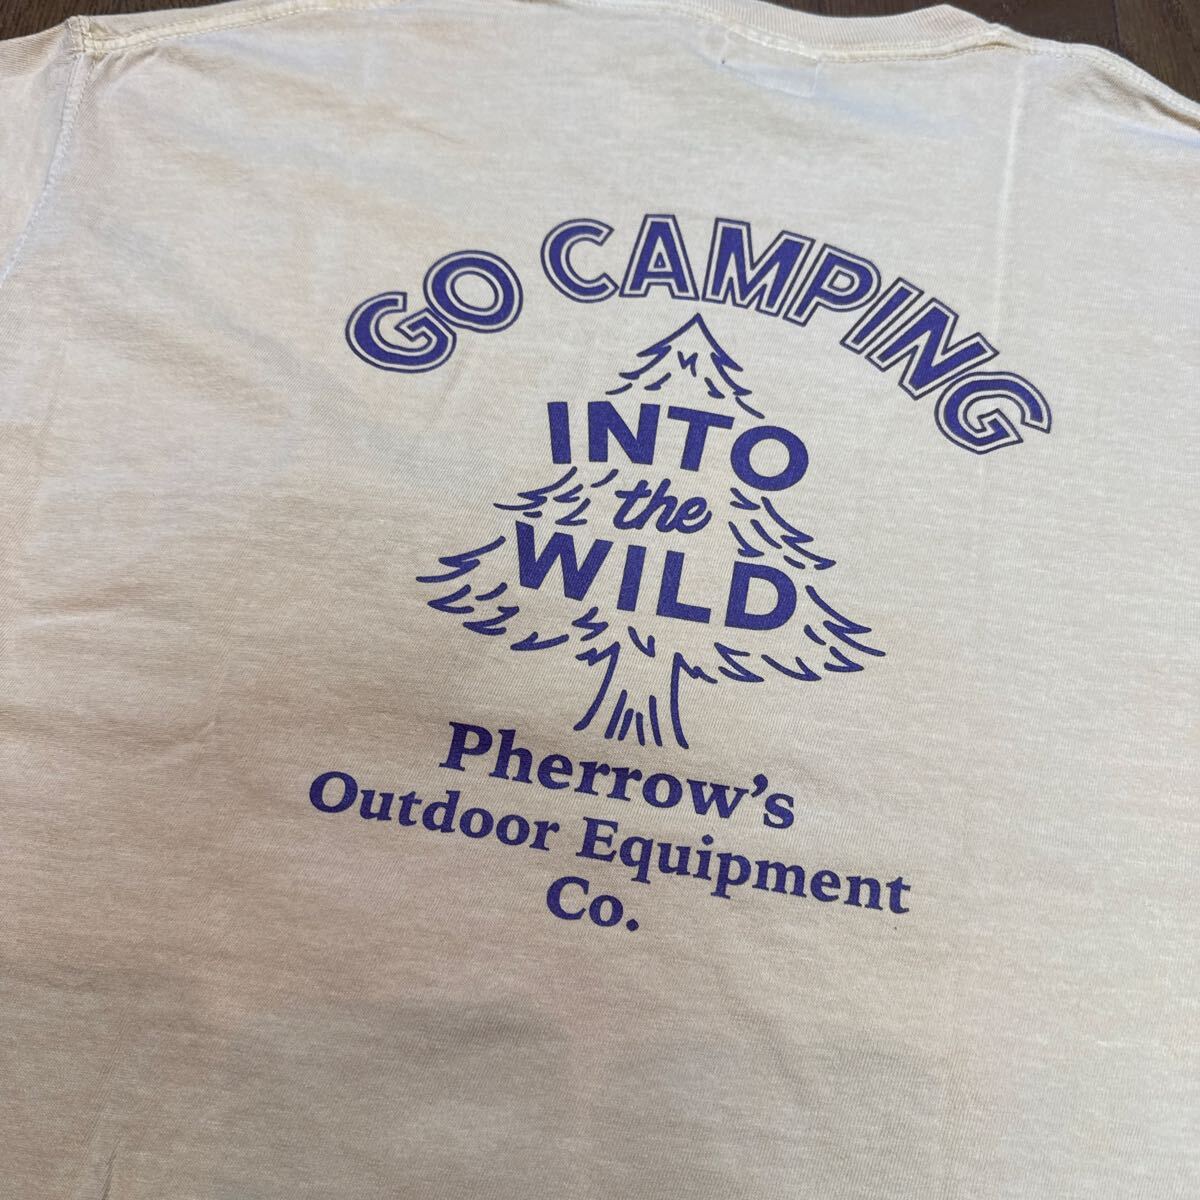 GO CAMPING
INTO
the
WILD
Pherrow's
Outdoor Equipment
Co.